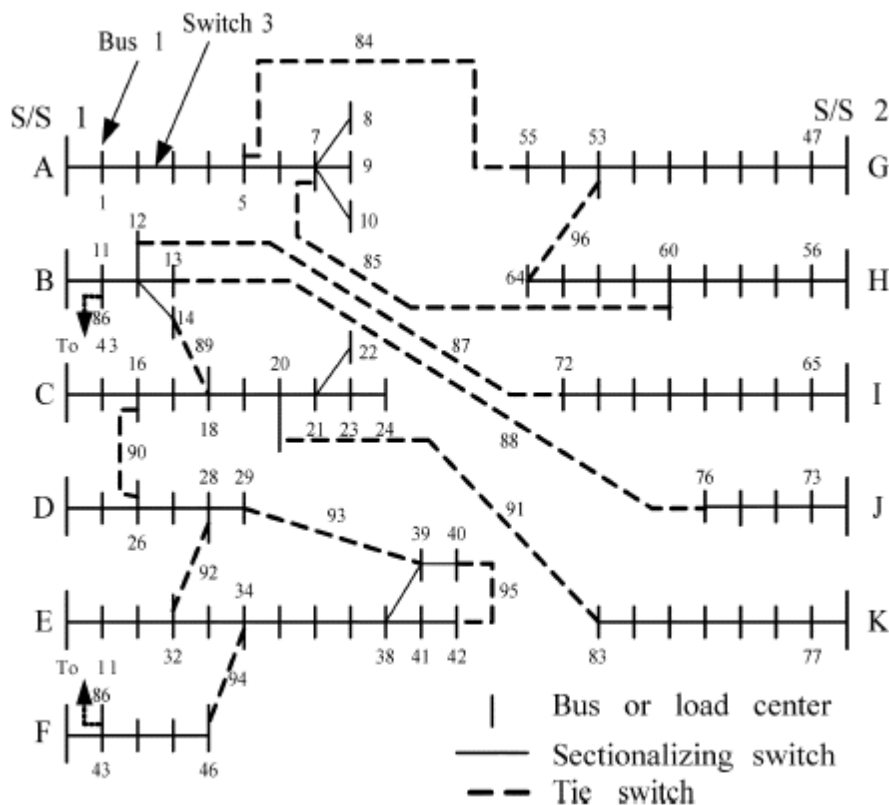 Switch 3
Bus 1
84
S/S 1
S/S 2
7
8
55
53
47
A
9
G
1
5
10
12
96
11
13
85
60
56
B
64
H
86
14
To 43
89
87
16
20
22
72
65
C
I
18
21
23
24
88
90
28
29
76
73
D
93
91
J
26
39
40
92
34
95
E
K
32
38
41
42
83
77
To 11
94
86
F
43
46
Bus or load center
Sectionalizing switch
Tie switch